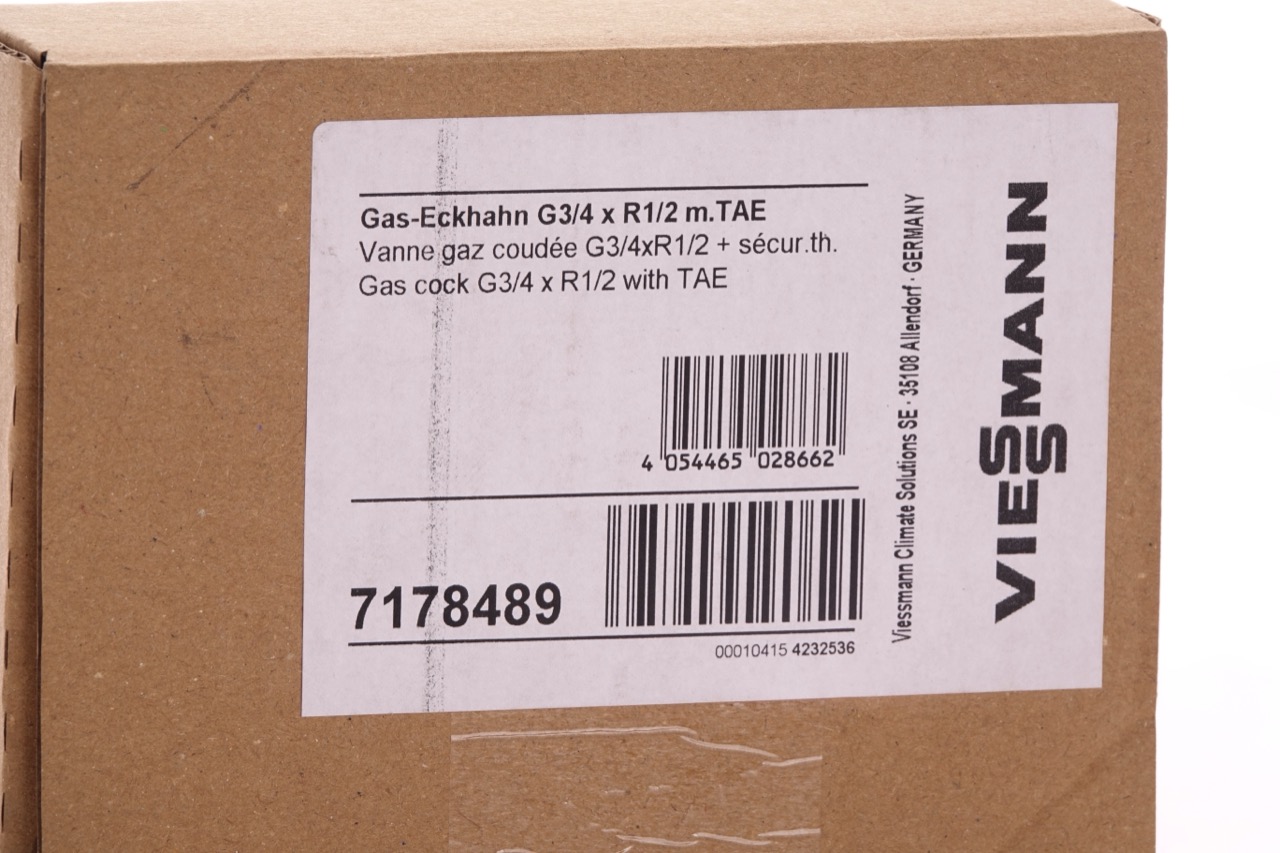 Gas-Eckhahn G3/4 x R1/2 m.TAE
Vanne gaz coudée G3/4xR1/2 + sécur.th.
Gas cock G3/4 x R1/2 with TAE
4 054465 028662
7178489
00010415 4232536
Viessmann Climate Solutions SE · 35108 Allendorf · GERMANY
VIESSMANN